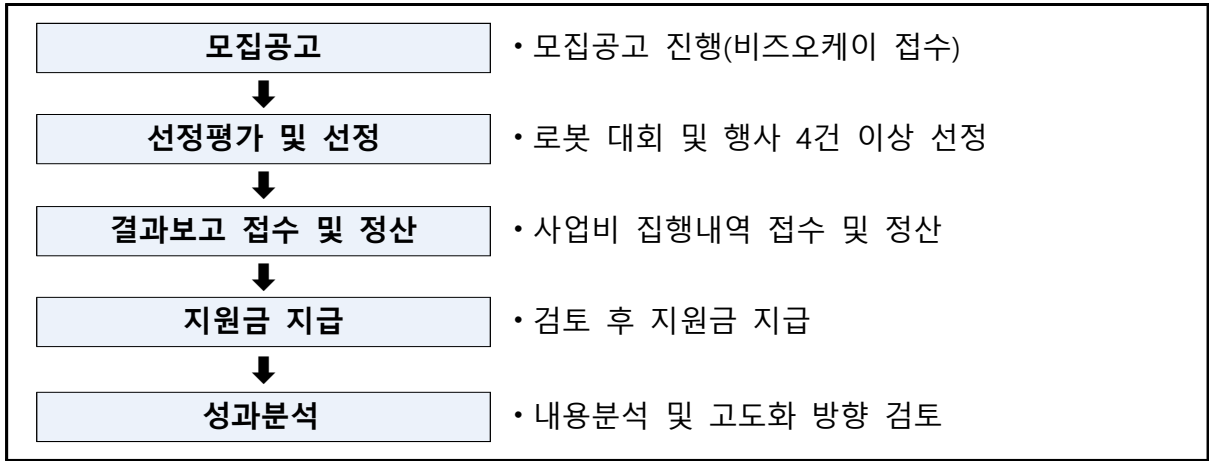 모집공고 ・모집공고 진행(비즈오케이 접수)
선정평가 및 선정 ・로봇 대회 및 행사 4건 이상 선정
결과보고 접수 및 정산 ・사업비 집행내역 접수 및 정산
지원금 지급 ・검토 후 지원금 지급
성과분석 ・내용분석 및 고도화 방향 검토